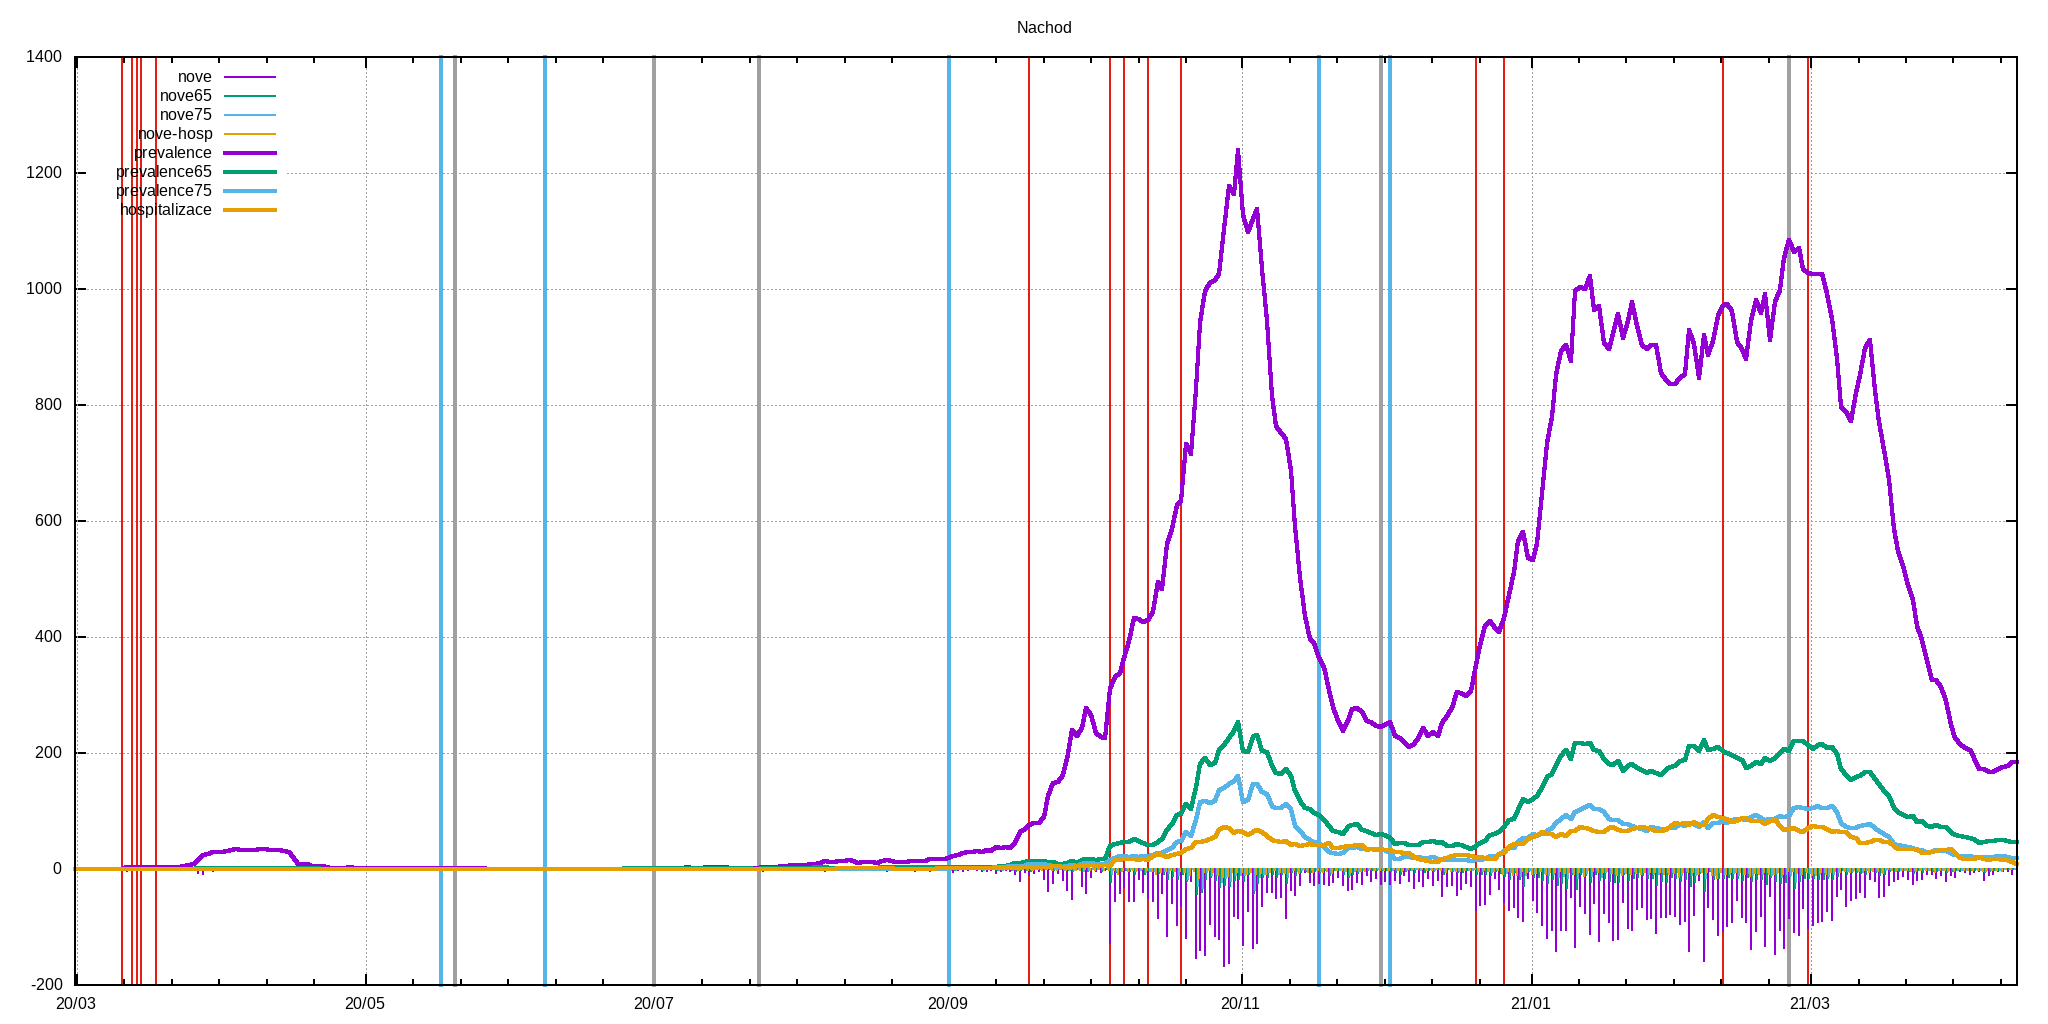 Nachod
1400
1200
1000
800
600
400
200
0
-200
nove
nove65
nove75
nove-hosp
prevalence
prevalence65
prevalence75
hospitalizace
20/03 20/05 20/07 20/09 20/11 21/01 21/03